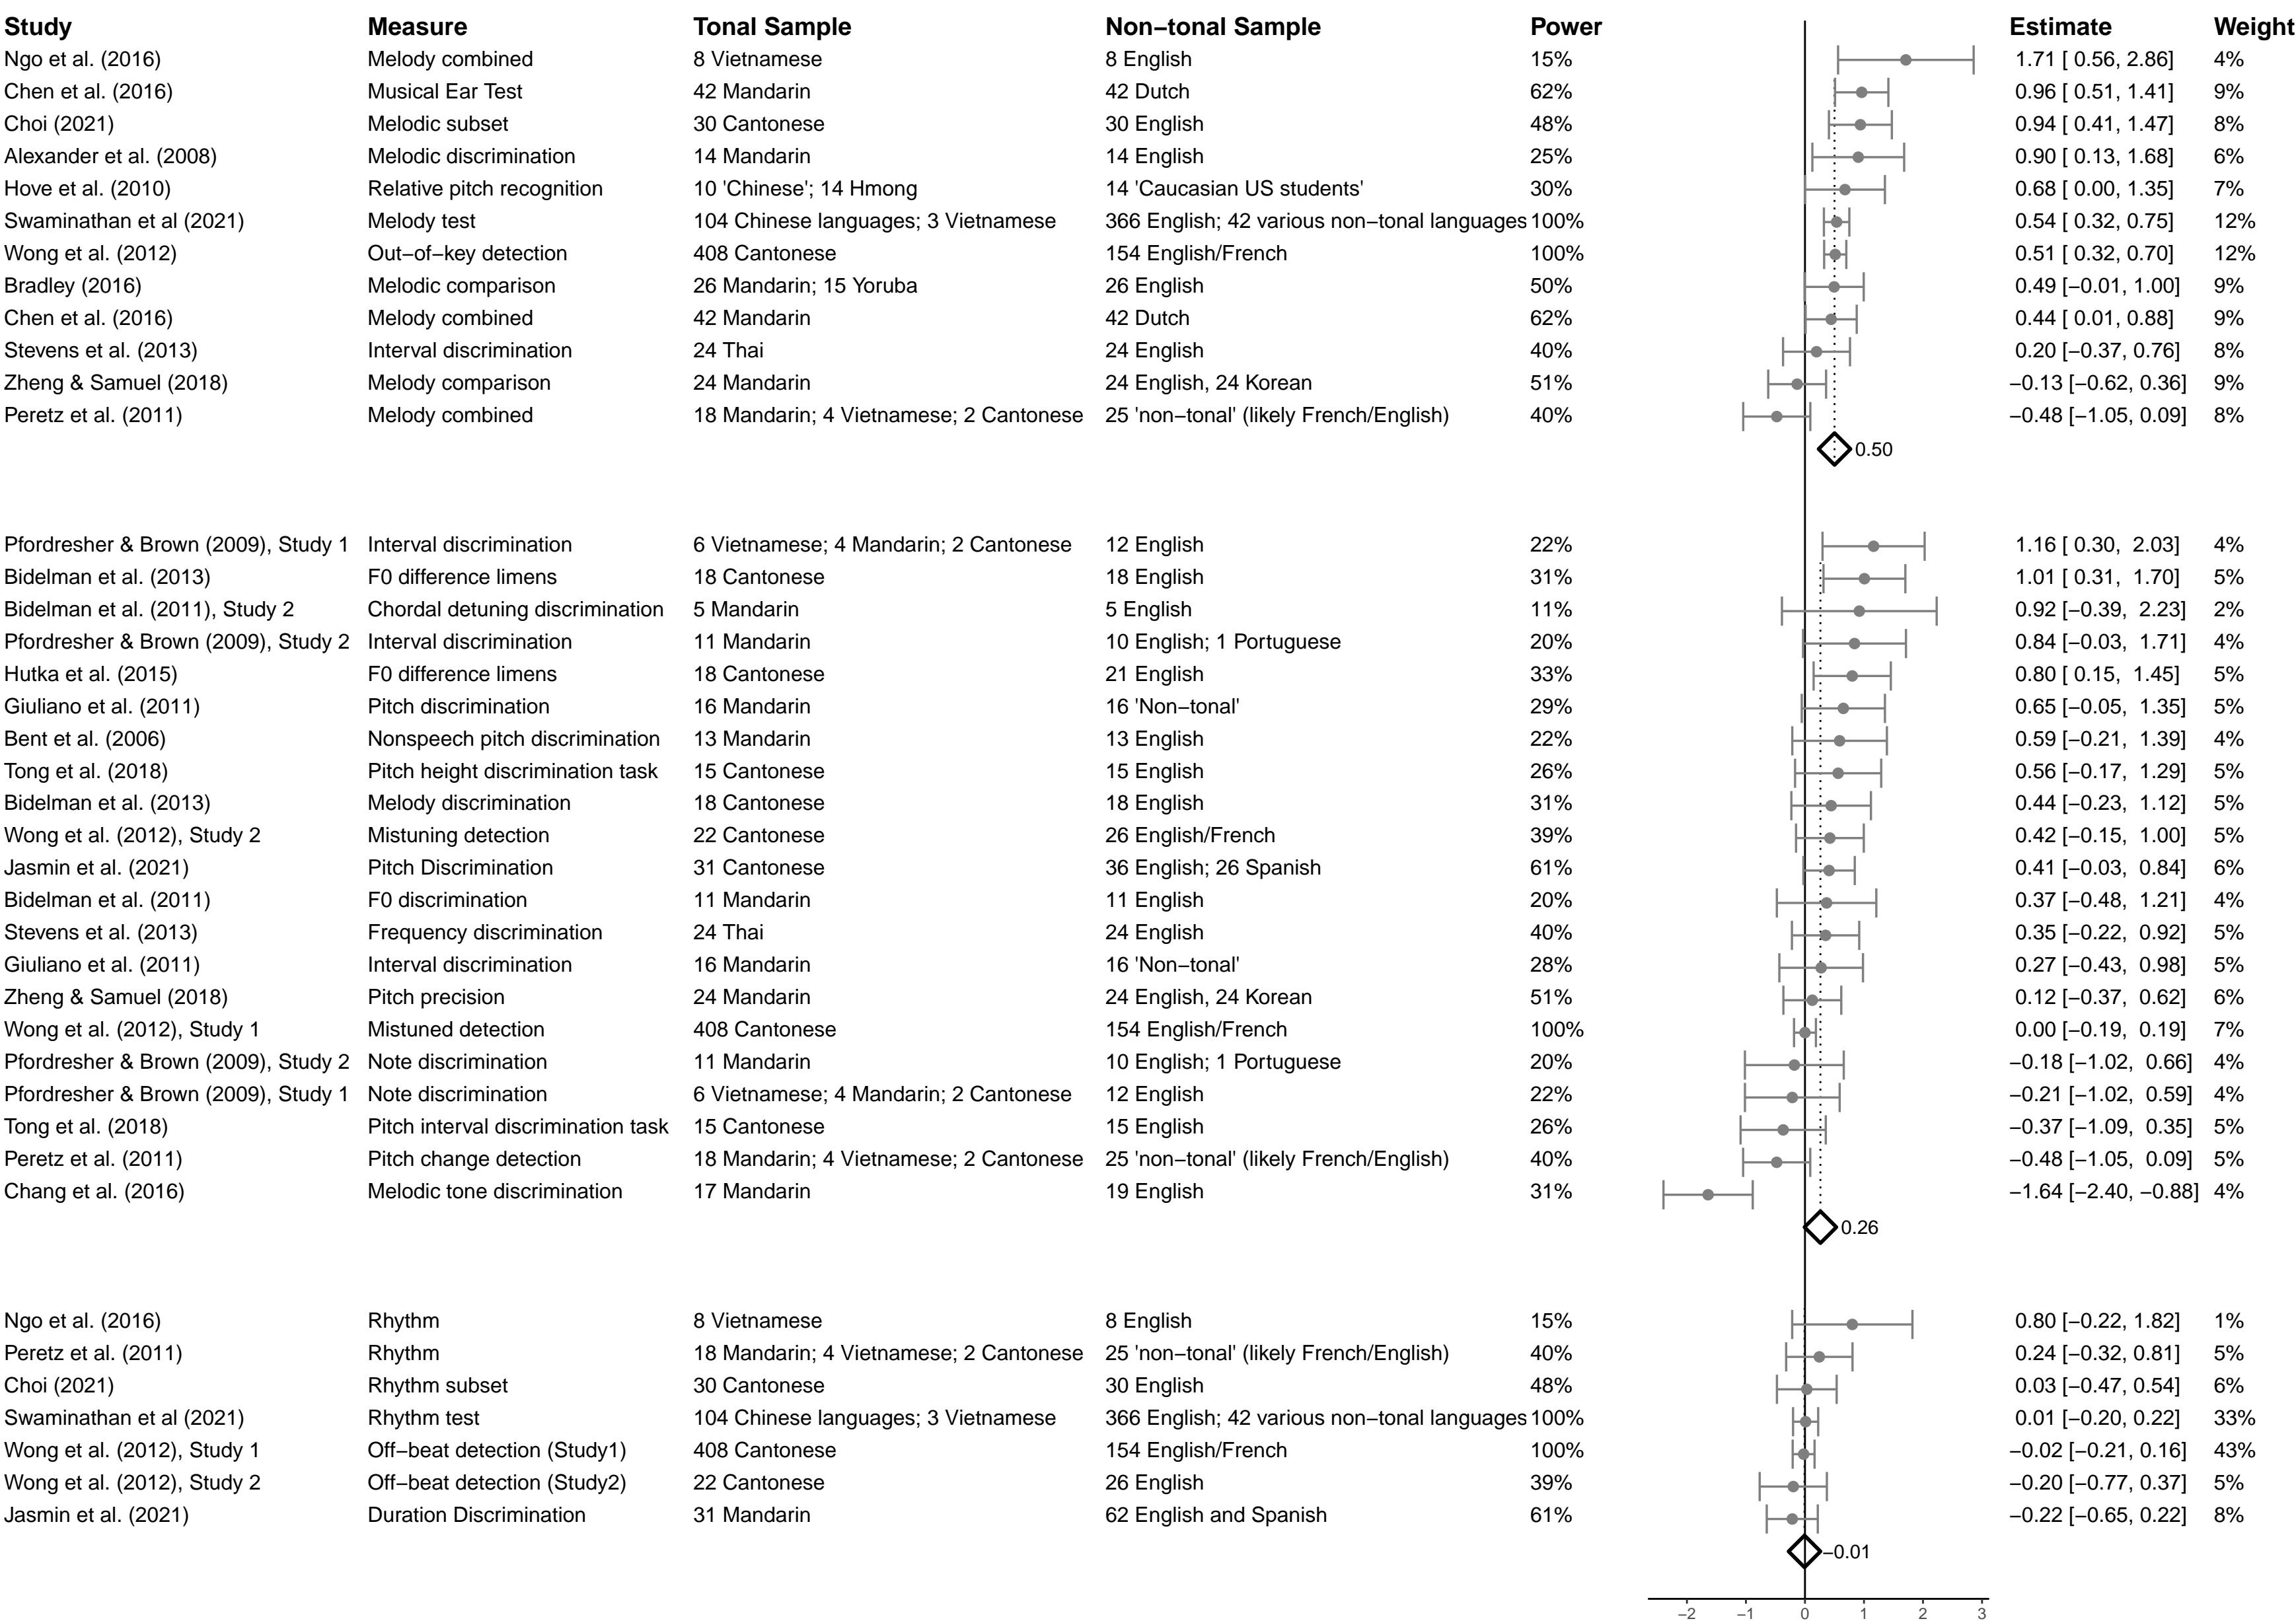 Study Measure Tonal Sample Non−tonal Sample Power Estimate Weight
Ngo et al. (2016) Melody combined 8 Vietnamese 8 English 15% 1.71 [ 0.56, 2.86] 4%
Chen et al. (2016) Musical Ear Test 42 Mandarin 42 Dutch 62% 0.96 [ 0.51, 1.41] 9%
Choi (2021) Melodic subset 30 Cantonese 30 English 48% 0.94 [ 0.41, 1.47] 8%
Alexander et al. (2008) Melodic discrimination 14 Mandarin 14 English 25% 0.90 [ 0.13, 1.68] 6%
Hove et al. (2010) Relative pitch recognition 10 'Chinese'; 14 Hmong 14 'Caucasian US students' 30% 0.68 [ 0.00, 1.35] 7%
Swaminathan et al (2021) Melody test 104 Chinese languages; 3 Vietnamese 366 English; 42 various non−tonal languages 100% 0.54 [ 0.32, 0.75] 12%
Wong et al. (2012) Out−of−key detection 408 Cantonese 154 English/French 100% 0.51 [ 0.32, 0.70] 12%
Bradley (2016) Melodic comparison 26 Mandarin; 15 Yoruba 26 English 50% 0.49 [−0.01, 1.00] 9%
Chen et al. (2016) Melody combined 42 Mandarin 42 Dutch 62% 0.44 [ 0.01, 0.88] 9%
Stevens et al. (2013) Interval discrimination 24 Thai 24 English 40% 0.20 [−0.37, 0.76] 8%
Zheng & Samuel (2018) Melody comparison 24 Mandarin 24 English, 24 Korean 51% −0.13 [−0.62, 0.36] 9%
Peretz et al. (2011) Melody combined 18 Mandarin; 4 Vietnamese; 2 Cantonese 25 'non−tonal' (likely French/English) 40% −0.48 [−1.05, 0.09] 8%
0.50
Pfordresher & Brown (2009), Study 1 Interval discrimination 6 Vietnamese; 4 Mandarin; 2 Cantonese 12 English 22% 1.16 [ 0.30, 2.03] 4%
Bidelman et al. (2013) F0 difference limens 18 Cantonese 18 English 31% 1.01 [ 0.31, 1.70] 5%
Bidelman et al. (2011), Study 2 Chordal detuning discrimination 5 Mandarin 5 English 11% 0.92 [−0.39, 2.23] 2%
Pfordresher & Brown (2009), Study 2 Interval discrimination 11 Mandarin 10 English; 1 Portuguese 20% 0.84 [−0.03, 1.71] 4%
Hutka et al. (2015) F0 difference limens 18 Cantonese 21 English 33% 0.80 [ 0.15, 1.45] 5%
Giuliano et al. (2011) Pitch discrimination 16 Mandarin 16 'Non−tonal' 29% 0.65 [−0.05, 1.35] 5%
Bent et al. (2006) Nonspeech pitch discrimination 13 Mandarin 13 English 22% 0.59 [−0.21, 1.39] 4%
Tong et al. (2018) Pitch height discrimination task 15 Cantonese 15 English 26% 0.56 [−0.17, 1.29] 5%
Bidelman et al. (2013) Melody discrimination 18 Cantonese 18 English 31% 0.44 [−0.23, 1.12] 5%
Wong et al. (2012), Study 2 Mistuning detection 22 Cantonese 26 English/French 39% 0.42 [−0.15, 1.00] 5%
Jasmin et al. (2021) Pitch Discrimination 31 Cantonese 36 English; 26 Spanish 61% 0.41 [−0.03, 0.84] 6%
Bidelman et al. (2011) F0 discrimination 11 Mandarin 11 English 20% 0.37 [−0.48, 1.21] 4%
Stevens et al. (2013) Frequency discrimination 24 Thai 24 English 40% 0.35 [−0.22, 0.92] 5%
Giuliano et al. (2011) Interval discrimination 16 Mandarin 16 'Non−tonal' 28% 0.27 [−0.43, 0.98] 5%
Zheng & Samuel (2018) Pitch precision 24 Mandarin 24 English, 24 Korean 51% 0.12 [−0.37, 0.62] 6%
Wong et al. (2012), Study 1 Mistuned detection 408 Cantonese 154 English/French 100% 0.00 [−0.19, 0.19] 7%
Pfordresher & Brown (2009), Study 2 Note discrimination 11 Mandarin 10 English; 1 Portuguese 20% −0.18 [−1.02, 0.66] 4%
Pfordresher & Brown (2009), Study 1 Note discrimination 6 Vietnamese; 4 Mandarin; 2 Cantonese 12 English 22% −0.21 [−1.02, 0.59] 4%
Tong et al. (2018) Pitch interval discrimination task 15 Cantonese 15 English 26% −0.37 [−1.09, 0.35] 5%
Peretz et al. (2011) Pitch change detection 18 Mandarin; 4 Vietnamese; 2 Cantonese 25 'non−tonal' (likely French/English) 40% −0.48 [−1.05, 0.09] 5%
Chang et al. (2016) Melodic tone discrimination 17 Mandarin 19 English 31% −1.64 [−2.40, −0.88] 4%
0.26
Ngo et al. (2016) Rhythm 8 Vietnamese 8 English 15% 0.80 [−0.22, 1.82] 1%
Peretz et al. (2011) Rhythm 18 Mandarin; 4 Vietnamese; 2 Cantonese 25 'non−tonal' (likely French/English) 40% 0.24 [−0.32, 0.81] 5%
Choi (2021) Rhythm subset 30 Cantonese 30 English 48% 0.03 [−0.47, 0.54] 6%
Swaminathan et al (2021) Rhythm test 104 Chinese languages; 3 Vietnamese 366 English; 42 various non−tonal languages 100% 0.01 [−0.20, 0.22] 33%
Wong et al. (2012), Study 1 Off−beat detection (Study1) 408 Cantonese 154 English/French 100% −0.02 [−0.21, 0.16] 43%
Wong et al. (2012), Study 2 Off−beat detection (Study2) 22 Cantonese 26 English 39% −0.20 [−0.77, 0.37] 5%
Jasmin et al. (2021) Duration Discrimination 31 Mandarin 62 English and Spanish 61% −0.22 [−0.65, 0.22] 8%
−0.01
−2 −1 0 1 2 3